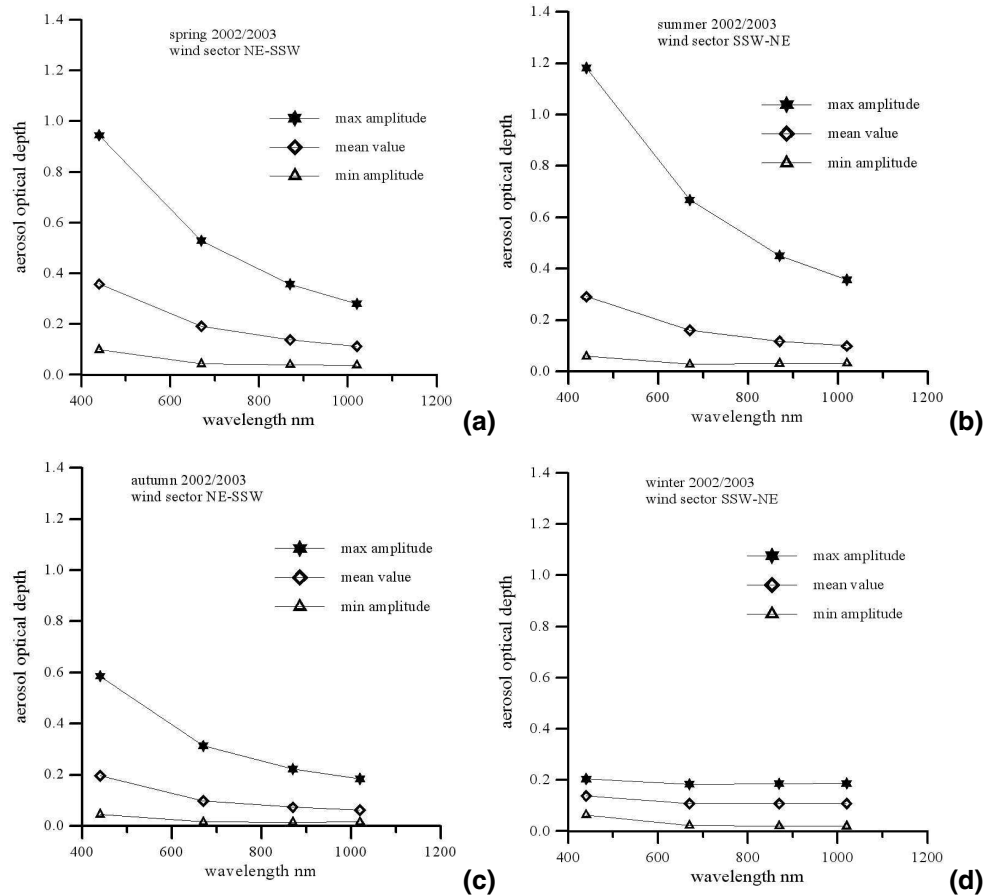 spring 2002/2003
wind sector NE-SSW
max amplitude
mean value
min amplitude
aerosol optical depth
1.4
1.2
1.0
0.8
0.6
0.4
0.2
0.0
400 600 800 1000 1200
wavelength nm
(a)
summer 2002/2003
wind sector SSW-NE
max amplitude
mean value
min amplitude
aerosol optical depth
1.4
1.2
1.0
0.8
0.6
0.4
0.2
0.0
400 600 800 1000 1200
wavelength nm
(b)
autumn 2002/2003
wind sector NE-SSW
max amplitude
mean value
min amplitude
aerosol optical depth
1.4
1.2
1.0
0.8
0.6
0.4
0.2
0.0
400 600 800 1000 1200
wavelength nm
(c)
winter 2002/2003
wind sector SSW-NE
max amplitude
mean value
min amplitude
aerosol optical depth
1.4
1.2
1.0
0.8
0.6
0.4
0.2
0.0
400 600 800 1000 1200
wavelength nm
(d)